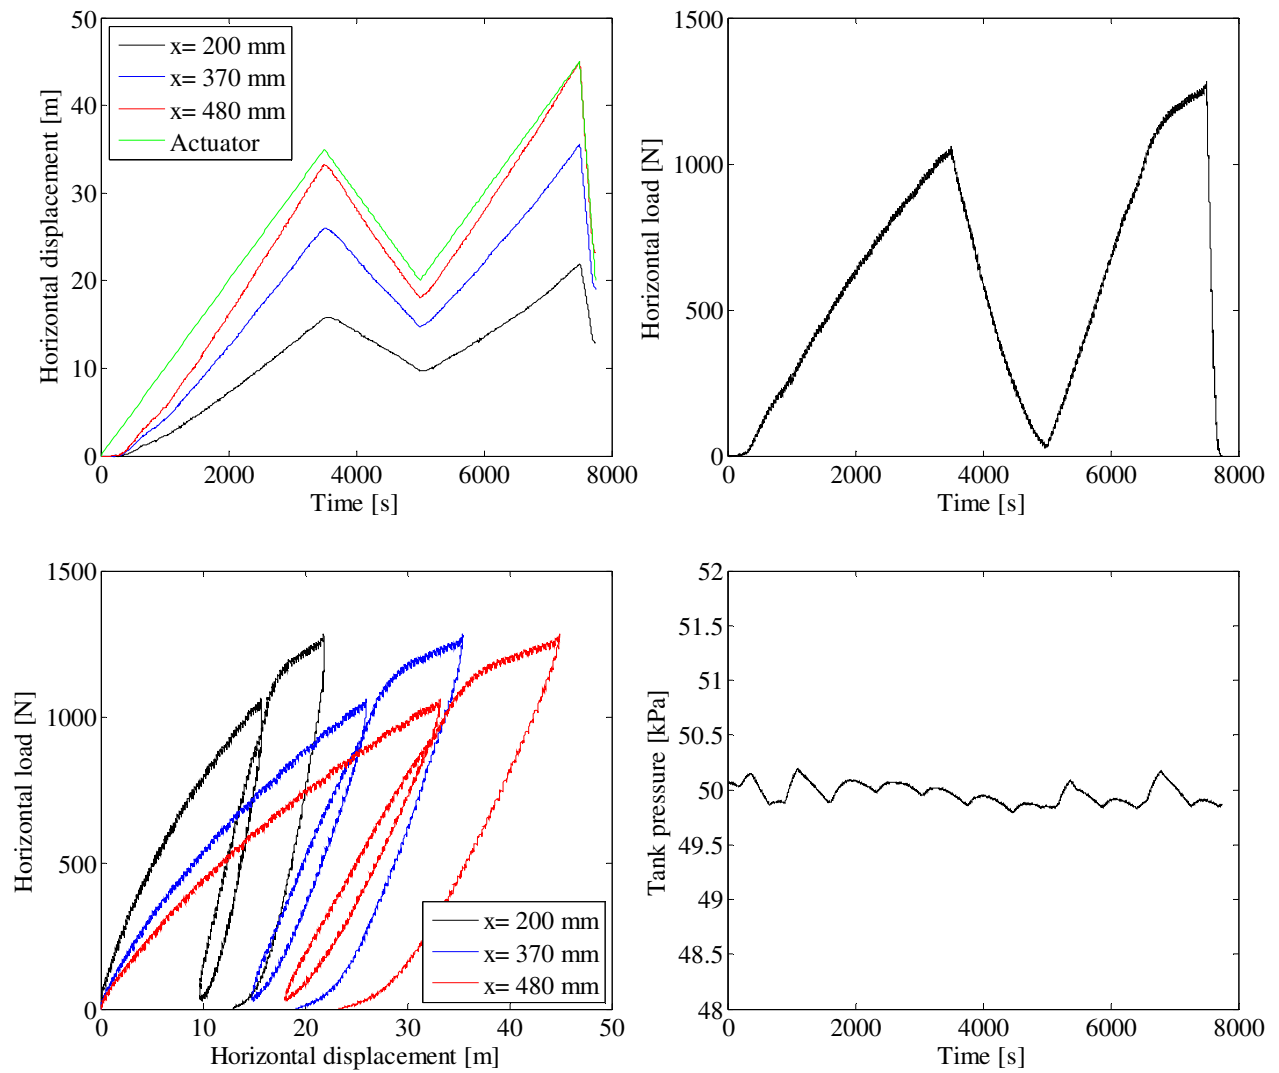 50
40
30
20
10
0
Horizontal displacement [m]
x= 200 mm
x= 370 mm
x= 480 mm
Actuator
0
2000
4000
6000
8000
Time [s]
1500
1000
500
0
Horizontal load [N]
0
2000
4000
6000
8000
Time [s]
1500
1000
500
0
Horizontal load [N]
x= 200 mm
x= 370 mm
x= 480 mm
0
10
20
30
40
50
Horizontal displacement [m]
52
51.5
51
50.5
50
49.5
49
48.5
48
Tank pressure [kPa]
0
2000
4000
6000
8000
Time [s]